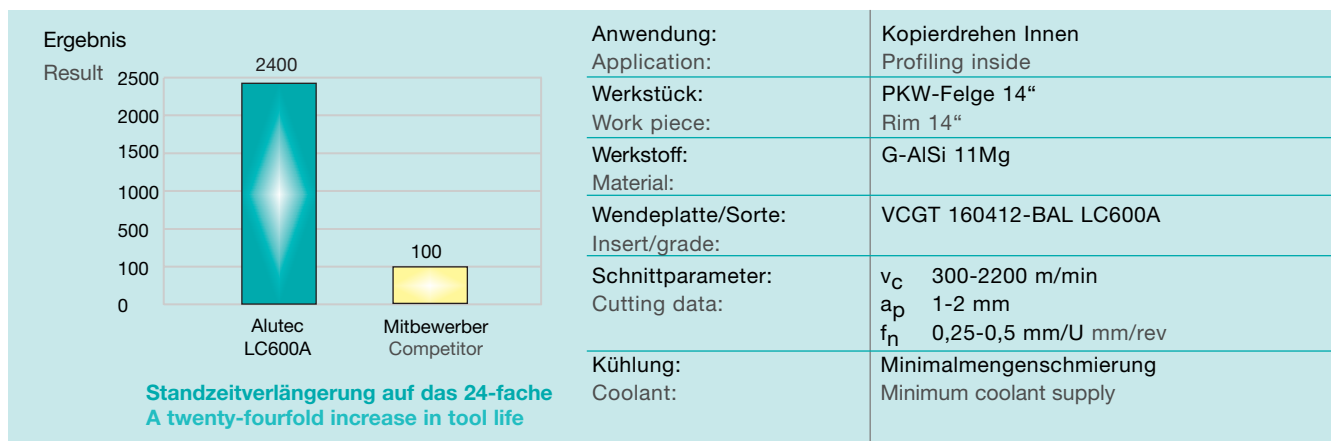 Ergebnis
Result
2400
2500
2000
1500
1000
500
100
0
100
Alutec
LC600A
Mitbewerber
Competitor
Standzeitverlängerung auf das 24-fache
A twenty-fourfold increase in tool life
Anwendung: Kopierdrehen Innen
Application: Profiling inside
Werkstück: PKW-Felge 14“
Work piece: Rim 14“
Werkstoff: G-AlSi 11Mg
Material:
Wendeplatte/Sorte: VCGT 160412-BAL LC600A
Insert/grade:
Schnittparameter: vC 300-2200 m/min
Cutting data: ap 1-2 mm
fn 0,25-0,5 mm/U mm/rev
Kühlung: Minimalmengenschmierung
Coolant: Minimum coolant supply